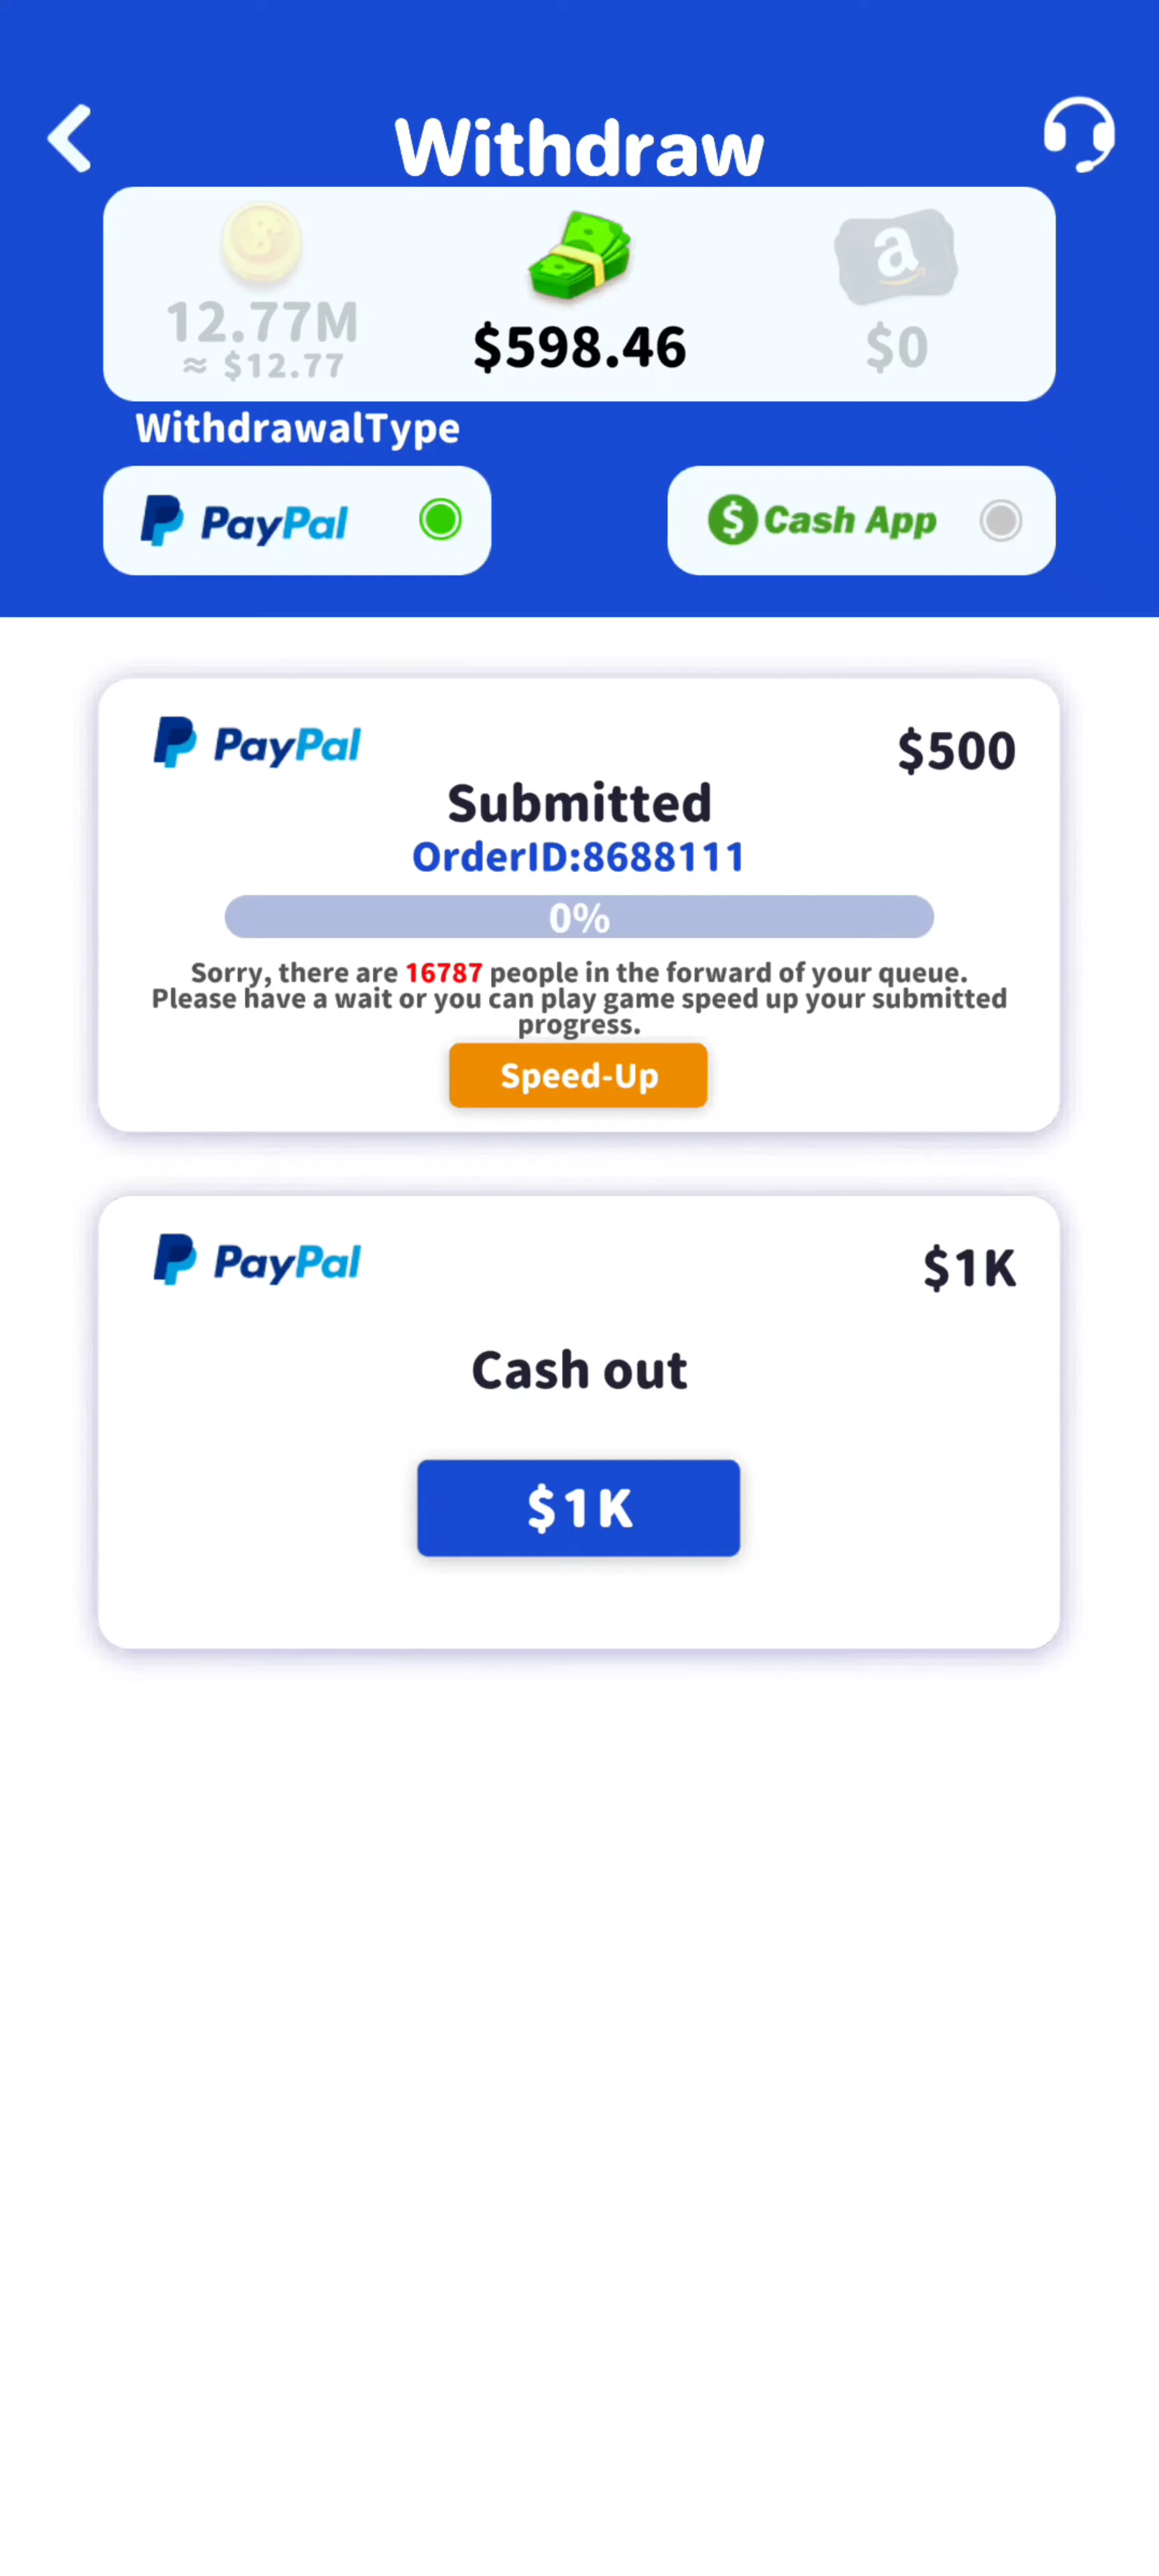 Withdraw
12.77M
≈ $12.77
$598.46
$0
WithdrawalType
PayPal
Cash App
PayPal
$500
Submitted
OrderID:8688111
0%
Sorry, there are 16787 people in the forward of your queue.
Please have a wait or you can play game speed up your submitted
progress.
Speed-Up
PayPal
$1K
Cash out
$1K